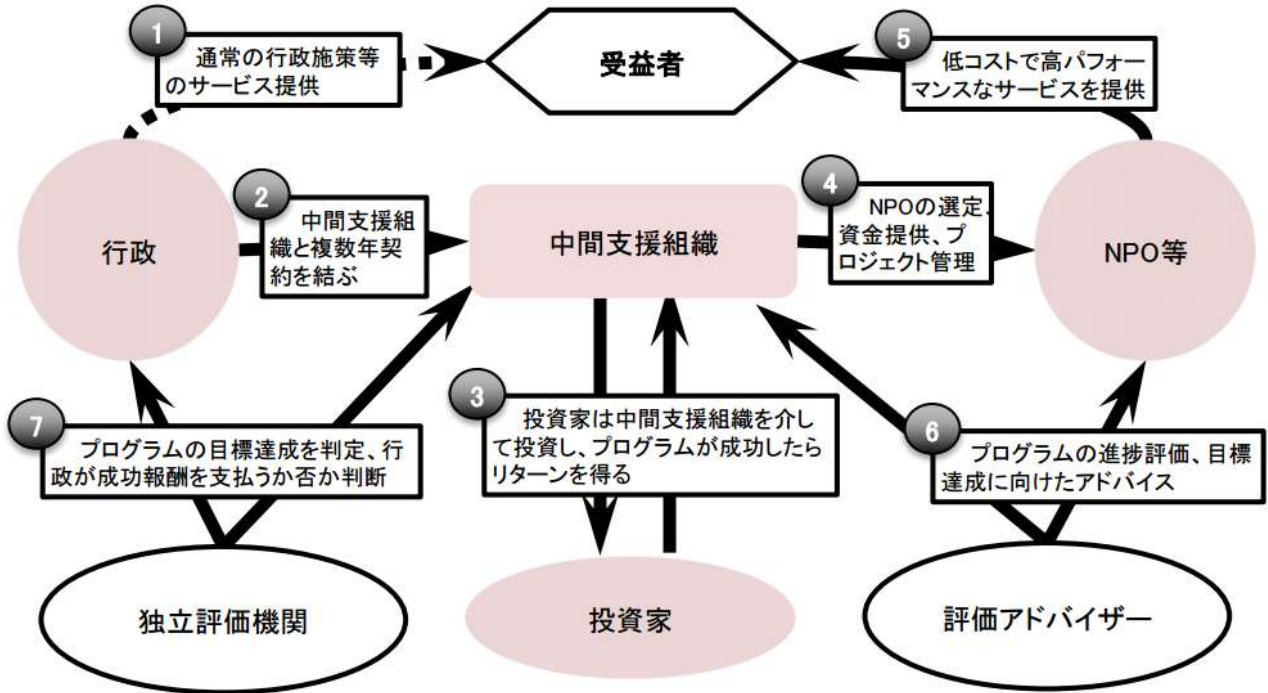 1
通常の行政施策等
のサービス提供
受益者
5
低コストで高パフォー
マンスなサービスを提供
行政
2
中間支援組
織と複数年契
約を結ぶ
中間支援組織
4
NPOの選定、
資金提供、プ
ロジェクト管理
NPO等
7
プログラムの目標達成を判定、行
政が成功報酬を支払うか否か判断
3
投資家は中間支援組織を介し
て投資し、プログラムが成功したら
リターンを得る
6
プログラムの進捗評価、目標
達成に向けたアドバイス
独立評価機関
投資家
評価アドバイザー